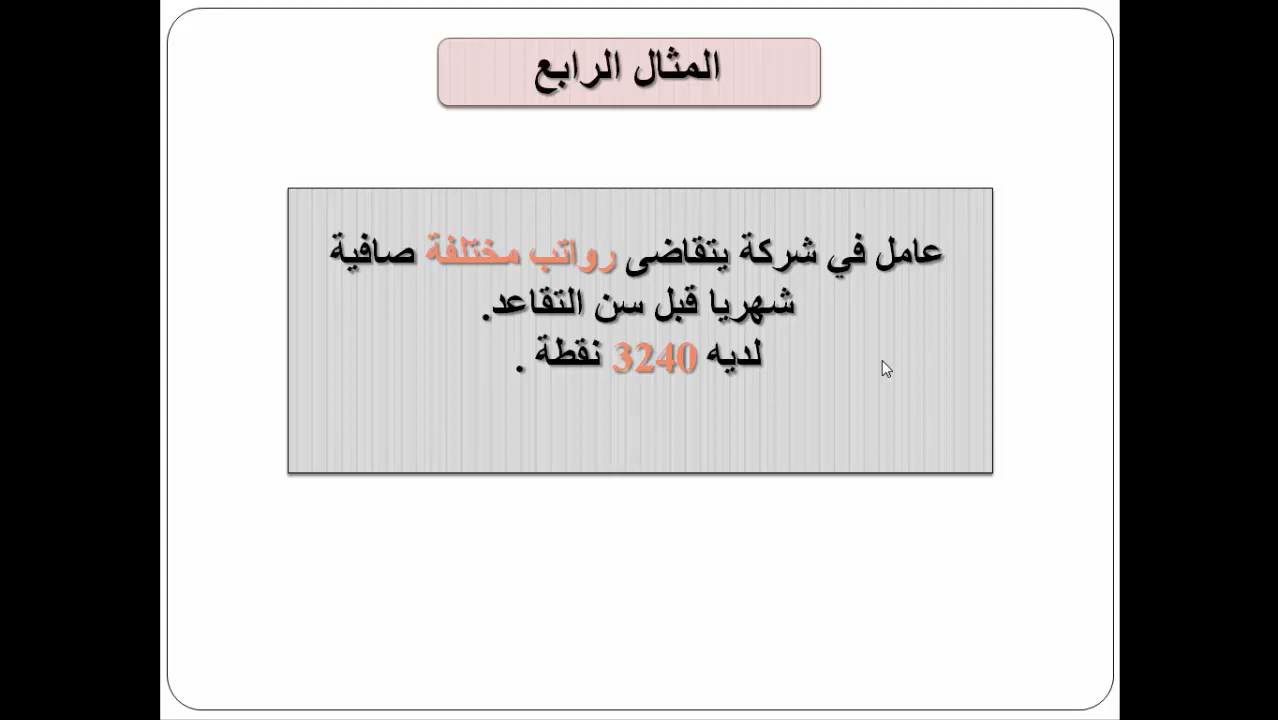 المثال الرابع
عامل في شركة يتقاضى رواتب مختلفة صافية
شهريا قبل سن التقاعد.
لديه 3240 نقطة .